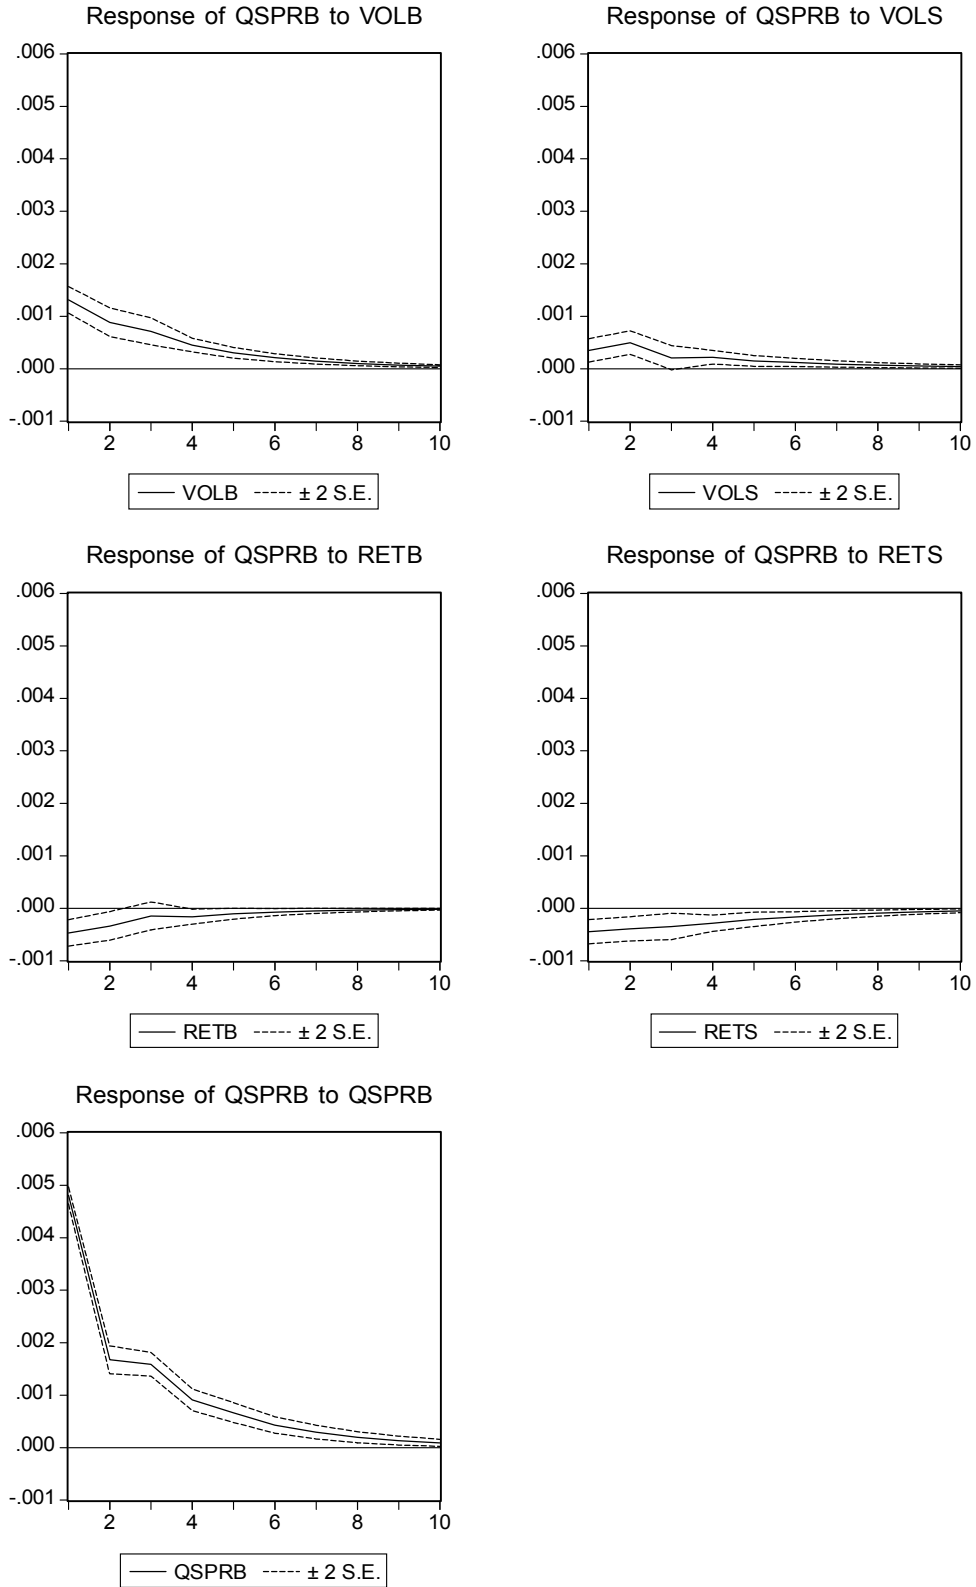 Response of QSPRB to VOLB
.006
.005
.004
.003
.002
.001
.000
-.001
2 4 6 8 10
VOLB ± 2 S.E.
Response of QSPRB to VOLS
.006
.005
.004
.003
.002
.001
.000
-.001
2 4 6 8 10
VOLS ± 2 S.E.
Response of QSPRB to RETB
.006
.005
.004
.003
.002
.001
.000
-.001
2 4 6 8 10
RETB ± 2 S.E.
Response of QSPRB to RETS
.006
.005
.004
.003
.002
.001
.000
-.001
2 4 6 8 10
RETS ± 2 S.E.
Response of QSPRB to QSPRB
.006
.005
.004
.003
.002
.001
.000
-.001
2 4 6 8 10
QSPRB ± 2 S.E.